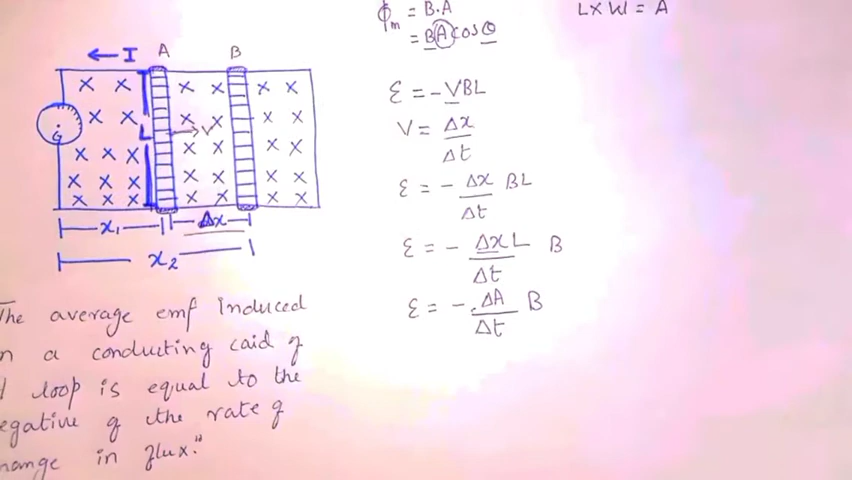 ϕm = B.A
= BA cos θ
L × W = A
← I A B
G
L
→ V
x₁
Δx
x₂
ε = - VBL
V = Δx
Δt
ε = - Δx BL
Δt
ε = - ΔxL B
Δt
ε = - ΔA B
Δt
The average emf induced
n a conducting caid of
loop is equal to the
egative of the rate of
hange in flux."